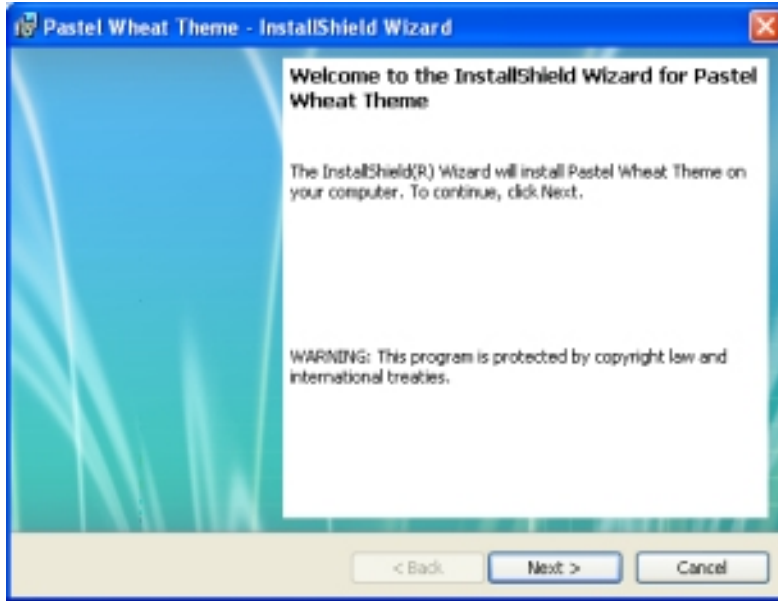 Pastel Wheat Theme - InstallShield Wizard
Welcome to the InstallShield Wizard for Pastel
Wheat Theme
The InstallShield(R) Wizard will install Pastel Wheat Theme on
your computer. To continue, click Next.
WARNING: This program is protected by copyright law and
international treaties.
< Back
Next >
Cancel